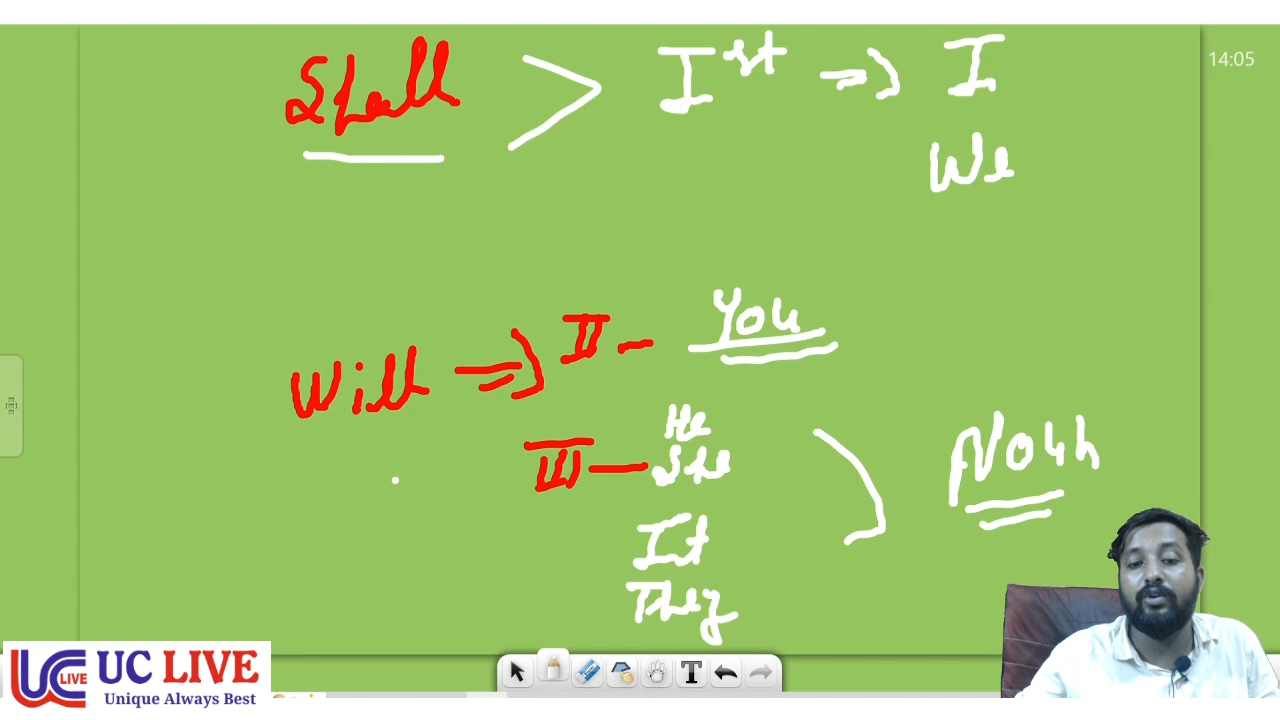 Shall > Ist => I
We
14:05
Will => II - You
III - He
She
It
They
Noun
LIVE
UC LIVE
Unique Always Best
T